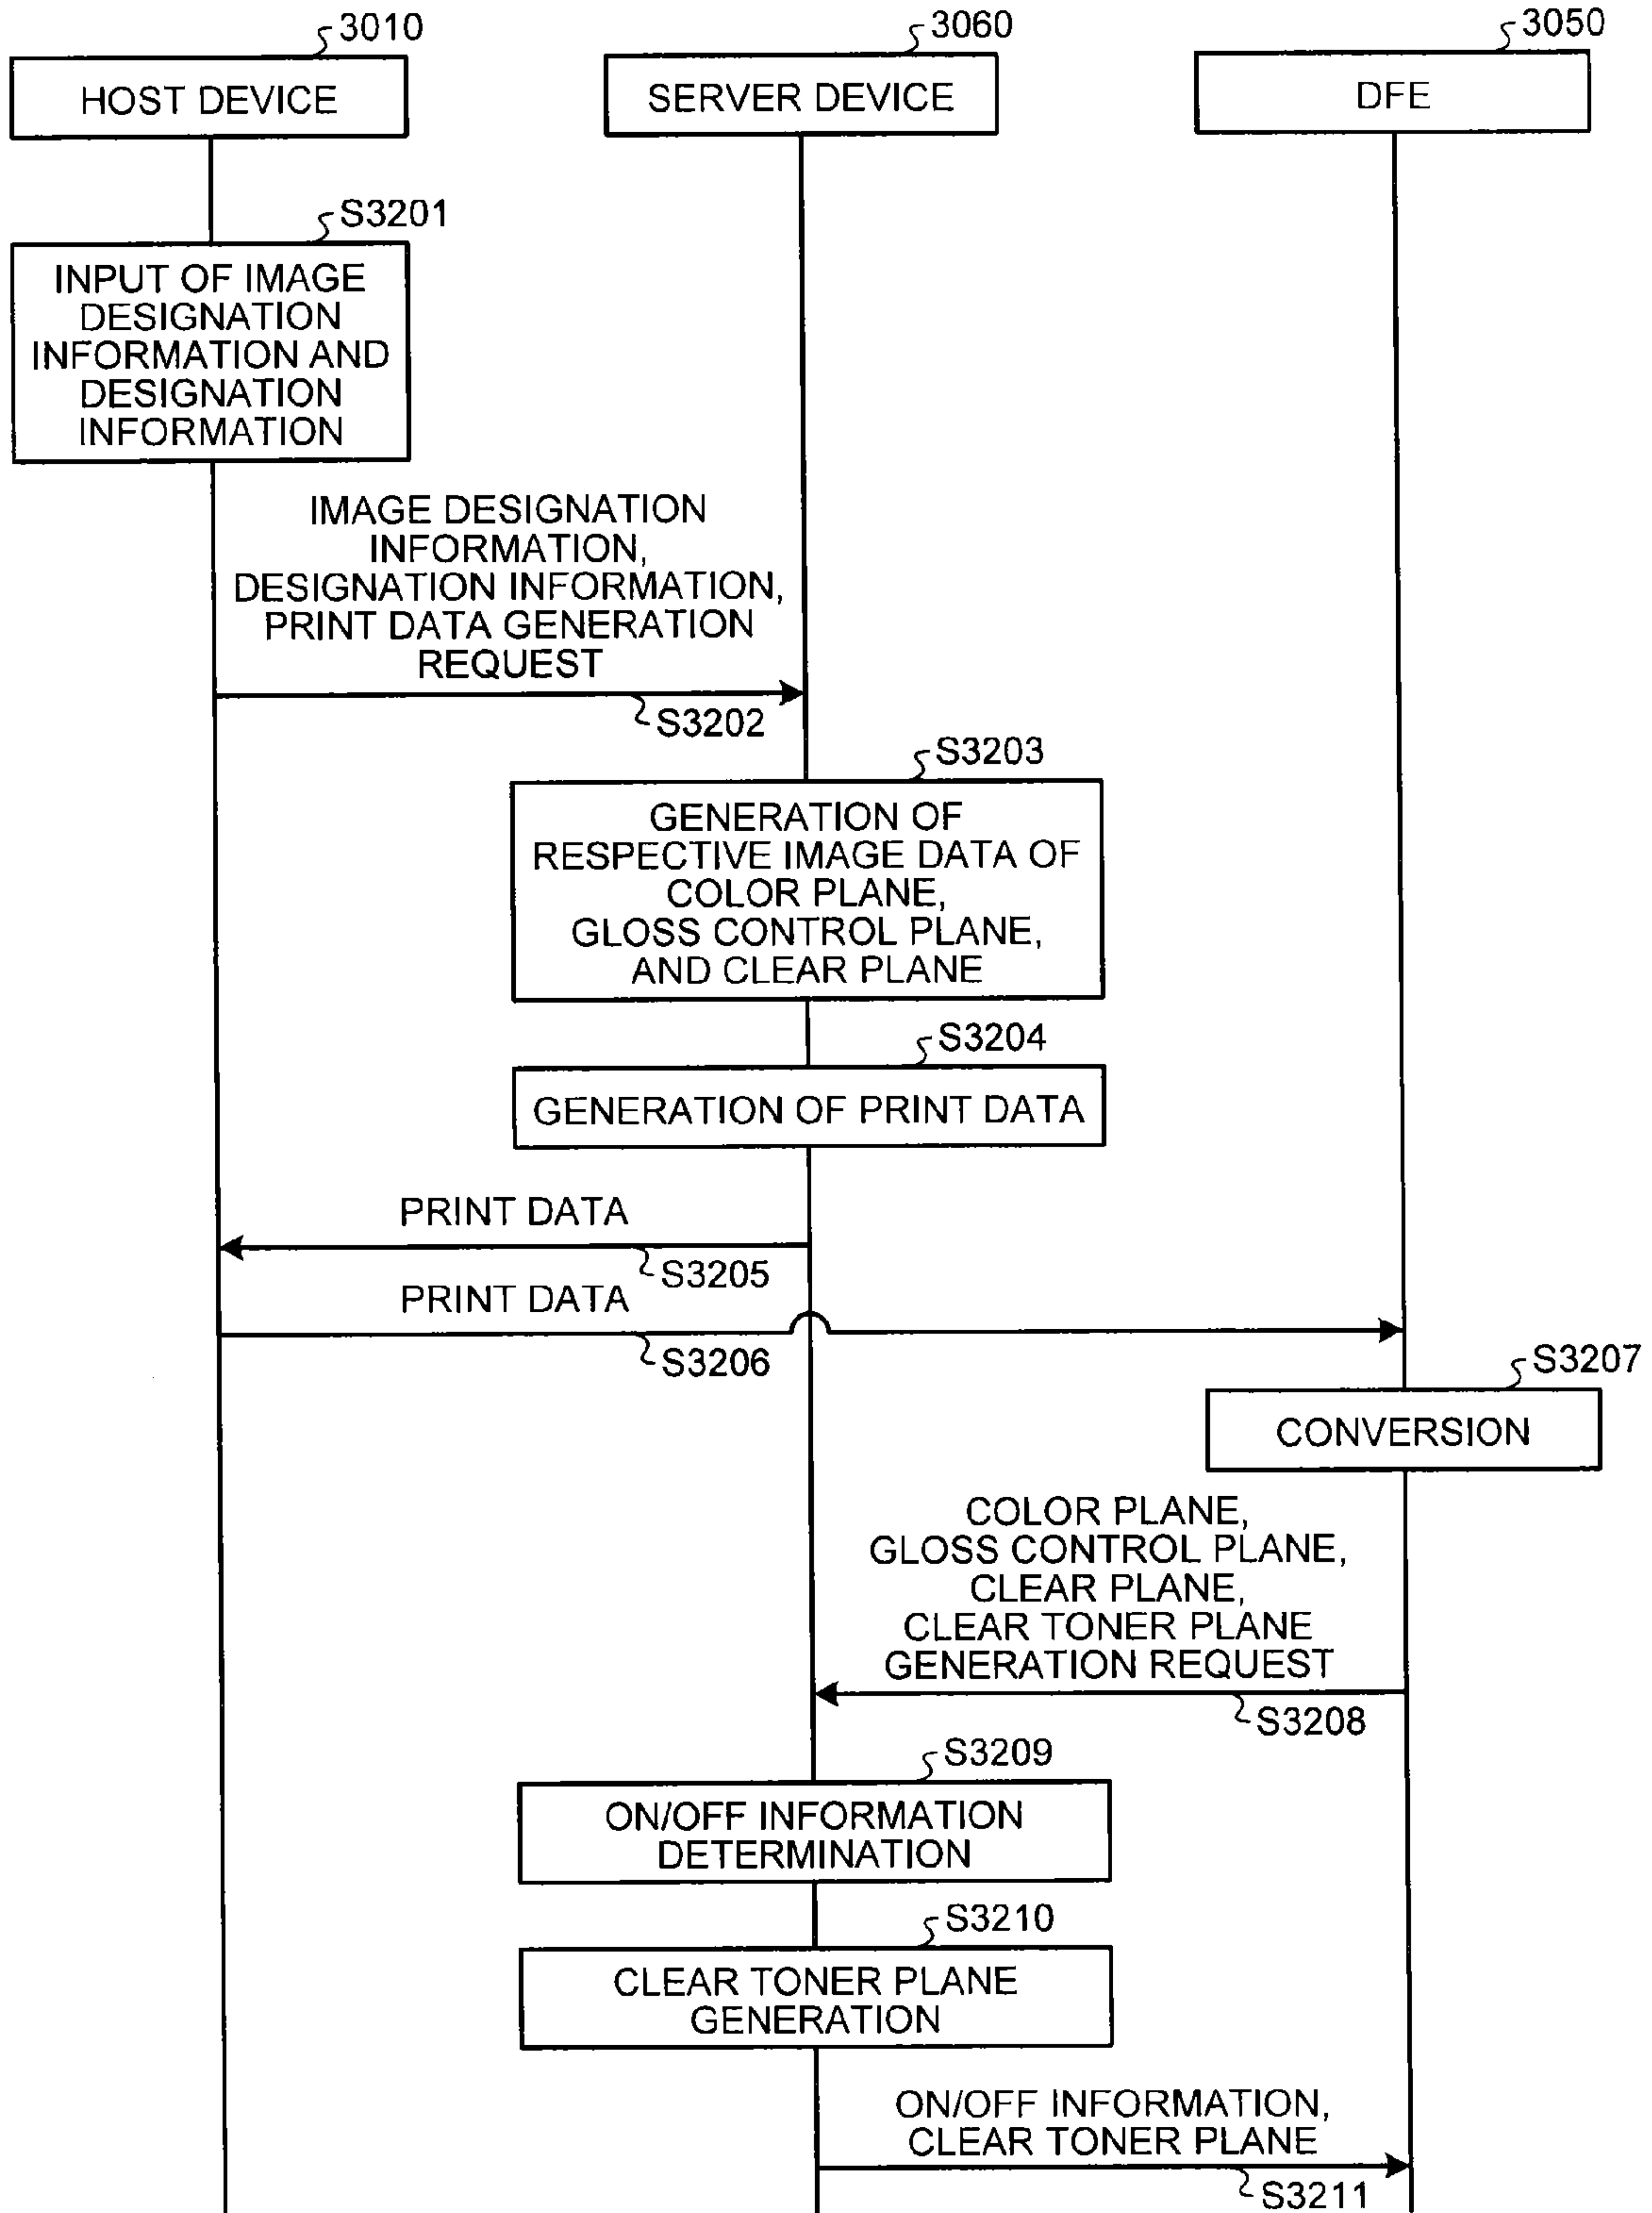 3010
3060
3050
HOST DEVICE
SERVER DEVICE
DFE
S3201
INPUT OF IMAGE
DESIGNATION
INFORMATION AND
DESIGNATION
INFORMATION
IMAGE DESIGNATION
INFORMATION,
DESIGNATION INFORMATION,
PRINT DATA GENERATION
REQUEST
S3202
S3203
GENERATION OF
RESPECTIVE IMAGE DATA OF
COLOR PLANE,
GLOSS CONTROL PLANE,
AND CLEAR PLANE
S3204
GENERATION OF PRINT DATA
PRINT DATA
S3205
PRINT DATA
S3206
S3207
CONVERSION
COLOR PLANE,
GLOSS CONTROL PLANE,
CLEAR PLANE,
CLEAR TONER PLANE
GENERATION REQUEST
S3208
S3209
ON/OFF INFORMATION
DETERMINATION
S3210
CLEAR TONER PLANE
GENERATION
ON/OFF INFORMATION,
CLEAR TONER PLANE
S3211